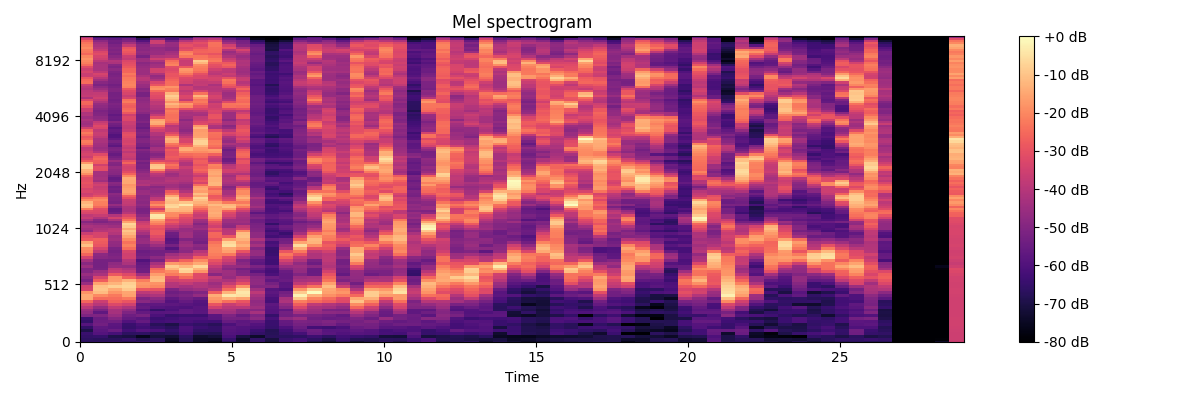 Mel spectrogram
8192
4096
2048
1024
512
0
Hz
0 5 10 15 20 25
Time
+0 dB
-10 dB
-20 dB
-30 dB
-40 dB
-50 dB
-60 dB
-70 dB
-80 dB